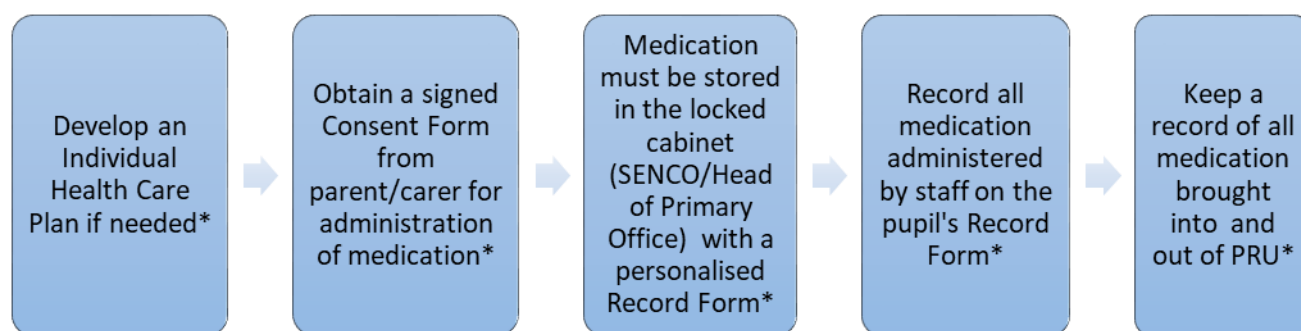 Develop an
Individual
Health Care
Plan if needed*
Obtain a signed
Consent Form
from
parent/carer for
administration
of medication*
Medication
must be stored
in the locked
cabinet
(SENCO/Head
of Primary
Office)  with a
personalised
Record Form*
Record all
medication
administered
by staff on the
pupil's Record
Form*
Keep a
record of all
medication
brought
into and
out of PRU*